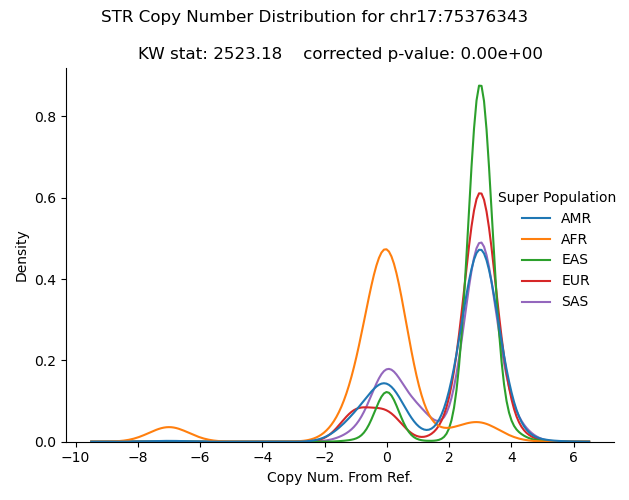 STR Copy Number Distribution for chr17:75376343
KW stat: 2523.18    corrected p-value: 0.00e+00
Density
0.8
0.6
0.4
0.2
0.0
−10
−8
−6
−4
−2
0
2
4
6
Copy Num. From Ref.
Super Population
AMR
AFR
EAS
EUR
SAS